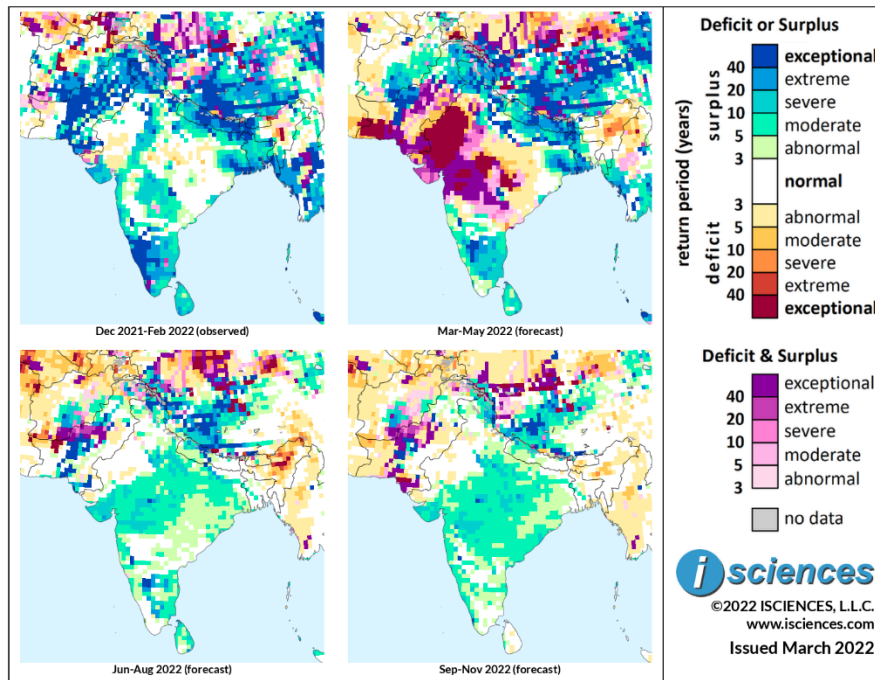 Dec 2021-Feb 2022 (observed)
Mar-May 2022 (forecast)
Jun-Aug 2022 (forecast)
Sep-Nov 2022 (forecast)
Deficit or Surplus
return period (years)
surplus
deficit
40
20
10
5
3
exceptional
extreme
severe
moderate
abnormal
normal
3
5
10
20
40
abnormal
moderate
severe
extreme
exceptional
Deficit & Surplus
40
20
10
5
3
exceptional
extreme
severe
moderate
abnormal
no data
i sciences
©2022 ISCIENCES, L.L.C.
www.isciences.com
Issued March 2022